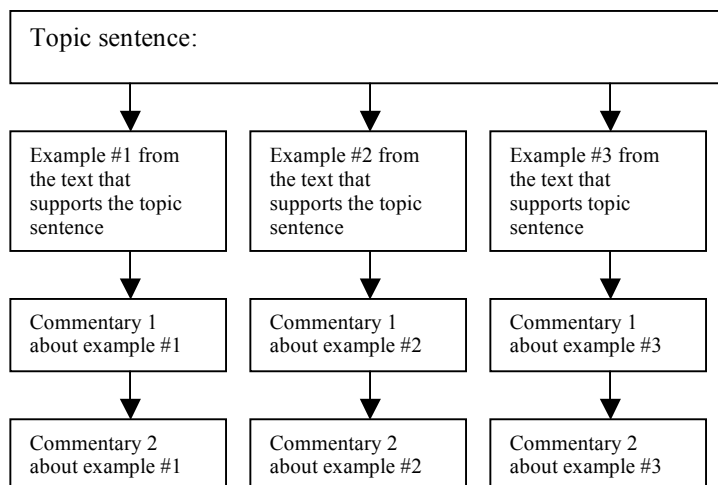 Topic sentence:
Example #1 from
the text that
supports the topic
sentence
Example #2 from
the text that
supports the topic
sentence
Example #3 from
the text that
supports topic
sentence
Commentary 1
about example #1
Commentary 1
about example #2
Commentary 1
about example #3
Commentary 2
about example #1
Commentary 2
about example #2
Commentary 2
about example #3